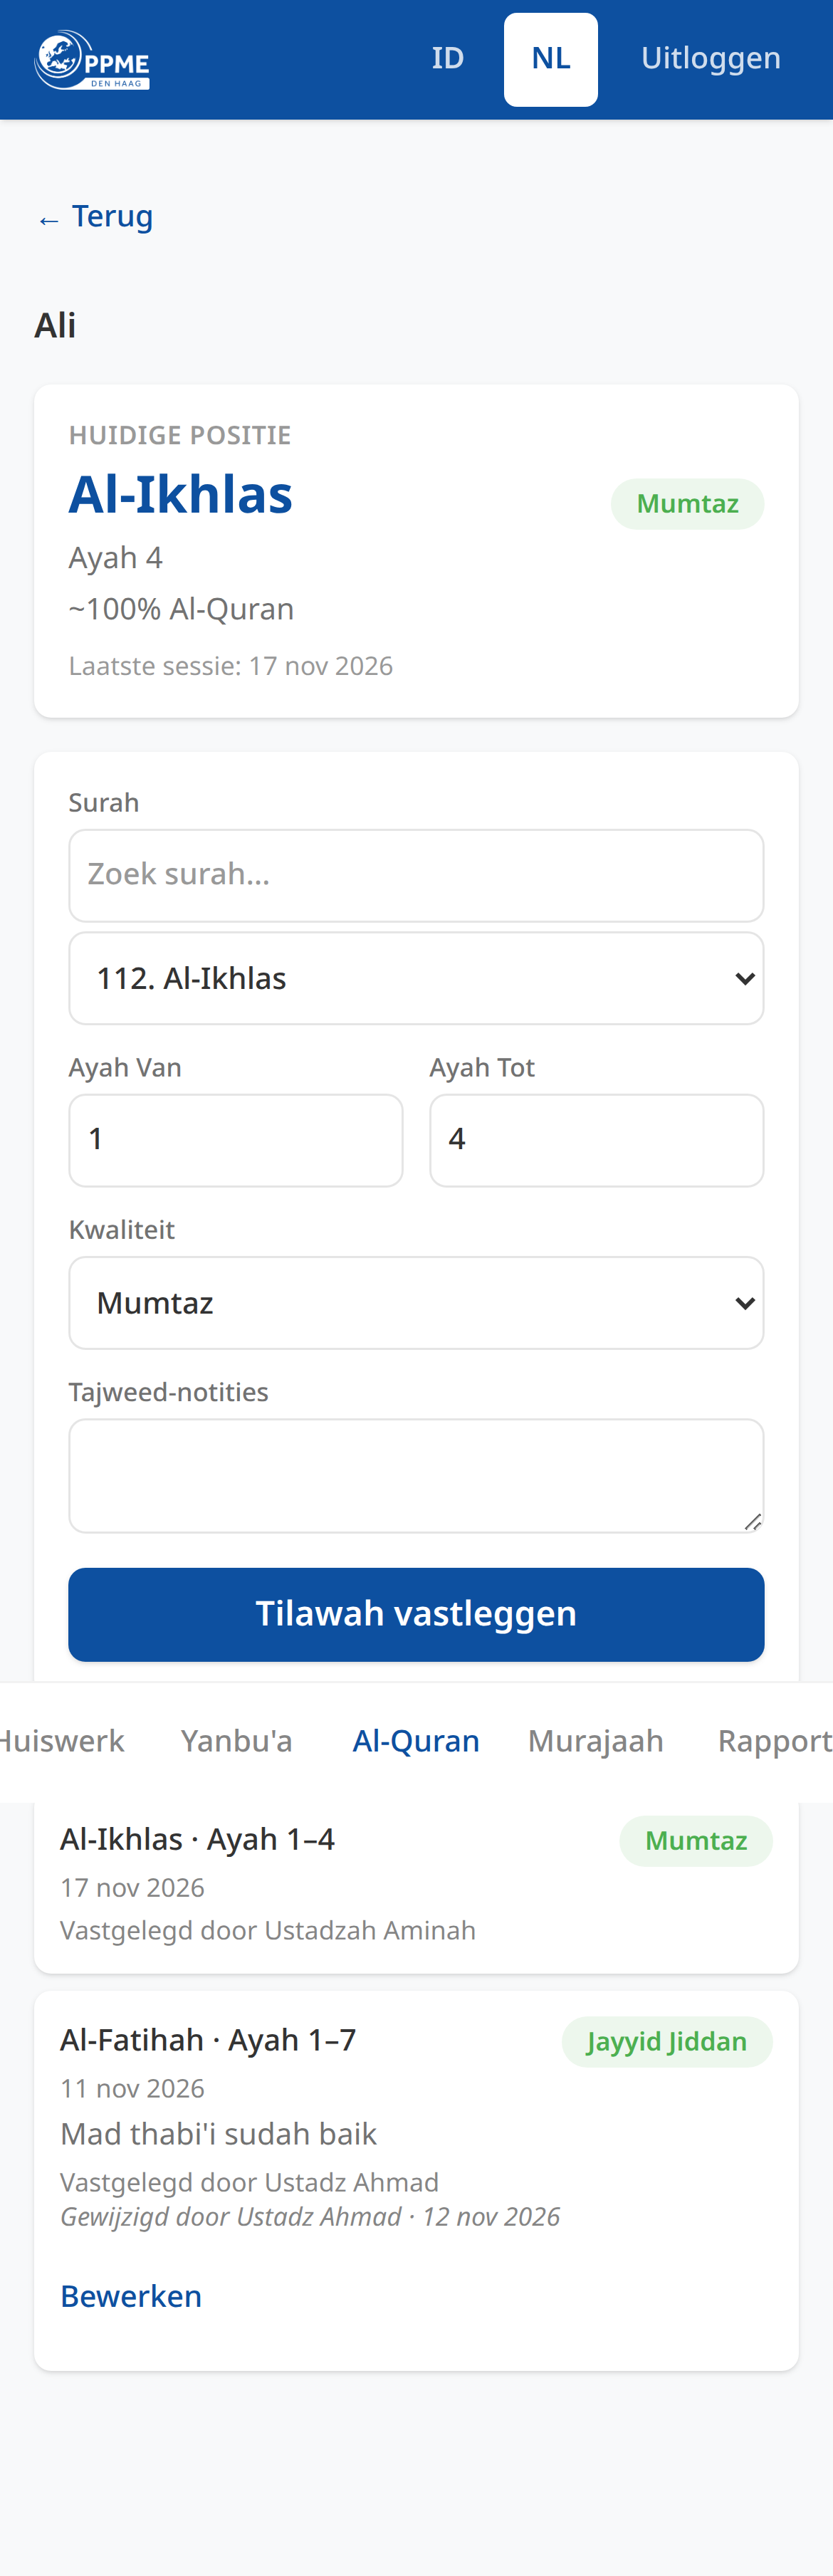 PPME
DEN HAAG
ID
NL
Uitloggen
← Terug
Ali
HUIDIGE POSITIE
Al-Ikhlas
Mumtaz
Ayah 4
~100% Al-Quran
Laatste sessie: 17 nov 2026
Surah
Zoek surah...
112. Al-Ikhlas
Ayah Van
Ayah Tot
1
4
Kwaliteit
Mumtaz
Tajweed-notities
Tilawah vastleggen
Huiswerk
Yanbu'a
Al-Quran
Murajaah
Rapport
Al-Ikhlas · Ayah 1–4
Mumtaz
17 nov 2026
Vastgelegd door Ustadzah Aminah
Al-Fatihah · Ayah 1–7
Jayyid Jiddan
11 nov 2026
Mad thabi'i sudah baik
Vastgelegd door Ustadz Ahmad
Gewijzigd door Ustadz Ahmad · 12 nov 2026
Bewerken